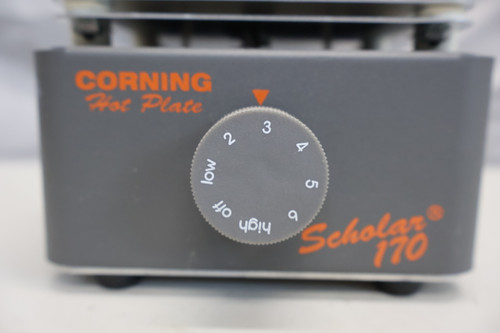 CORNING
Hot Plate
low 2 3 4 5 6 high off
Scholar®
170